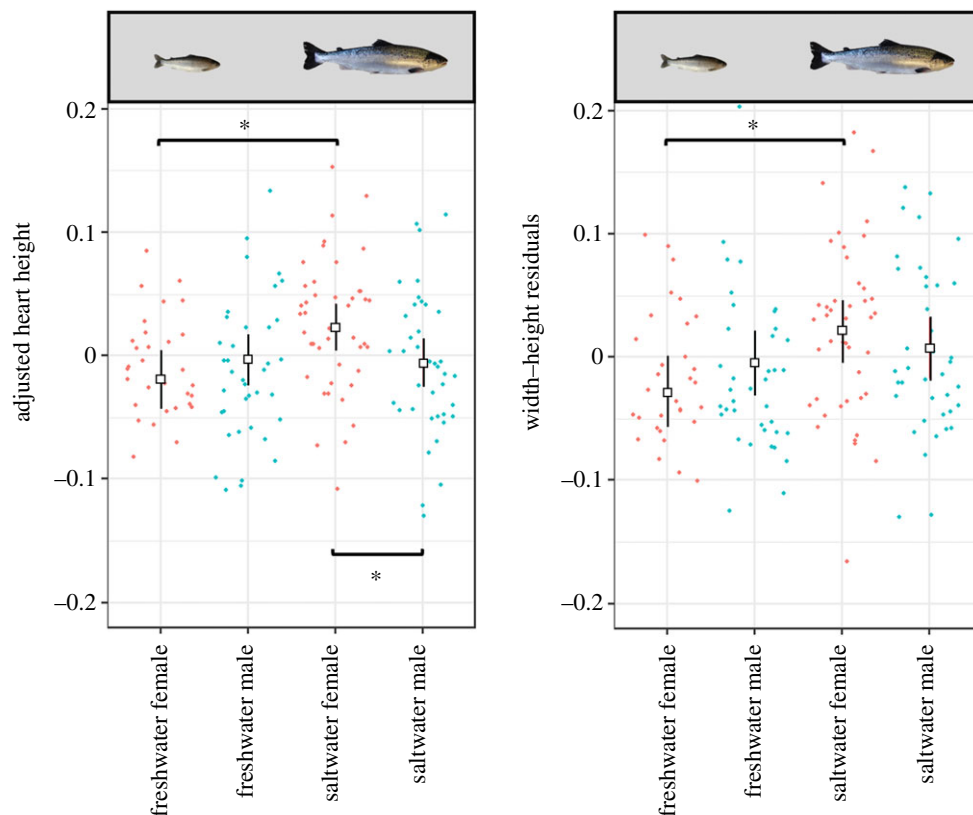 0.2
0.1
0
–0.1
–0.2
adjusted heart height
*
*
freshwater female
freshwater male
saltwater female
saltwater male
0.2
0.1
0
–0.1
–0.2
width–height residuals
*
freshwater female
freshwater male
saltwater female
saltwater male